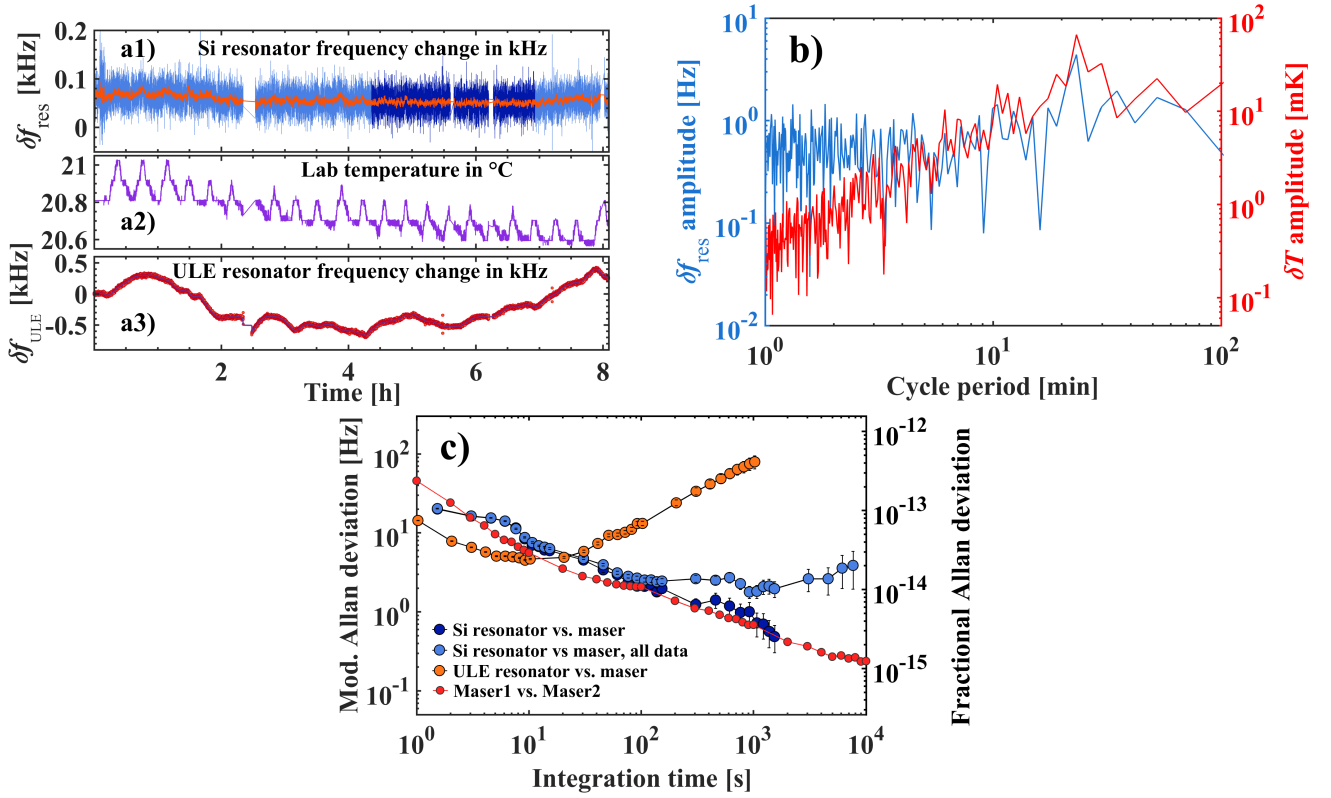 a1) Si resonator frequency change in kHz
δf_res [kHz]
0.2
0.1
0
a2) Lab temperature in °C
21
20.8
20.6
a3) ULE resonator frequency change in kHz
δf_ULE [kHz]
0.5
0
-0.5
2 4 6 8
Time [h]
b)
δf_res amplitude [Hz]
10^1
10^0
10^-1
10^-2
δT amplitude [mK]
10^2
10^1
10^0
10^-1
10^0 10^1 10^2
Cycle period [min]
c)
Mod. Allan deviation [Hz]
10^2
10^1
10^0
10^-1
Fractional Allan deviation
10^-12
10^-13
10^-14
10^-15
Si resonator vs. maser
Si resonator vs maser, all data
ULE resonator vs. maser
Maser1 vs. Maser2
10^0 10^1 10^2 10^3 10^4
Integration time [s]